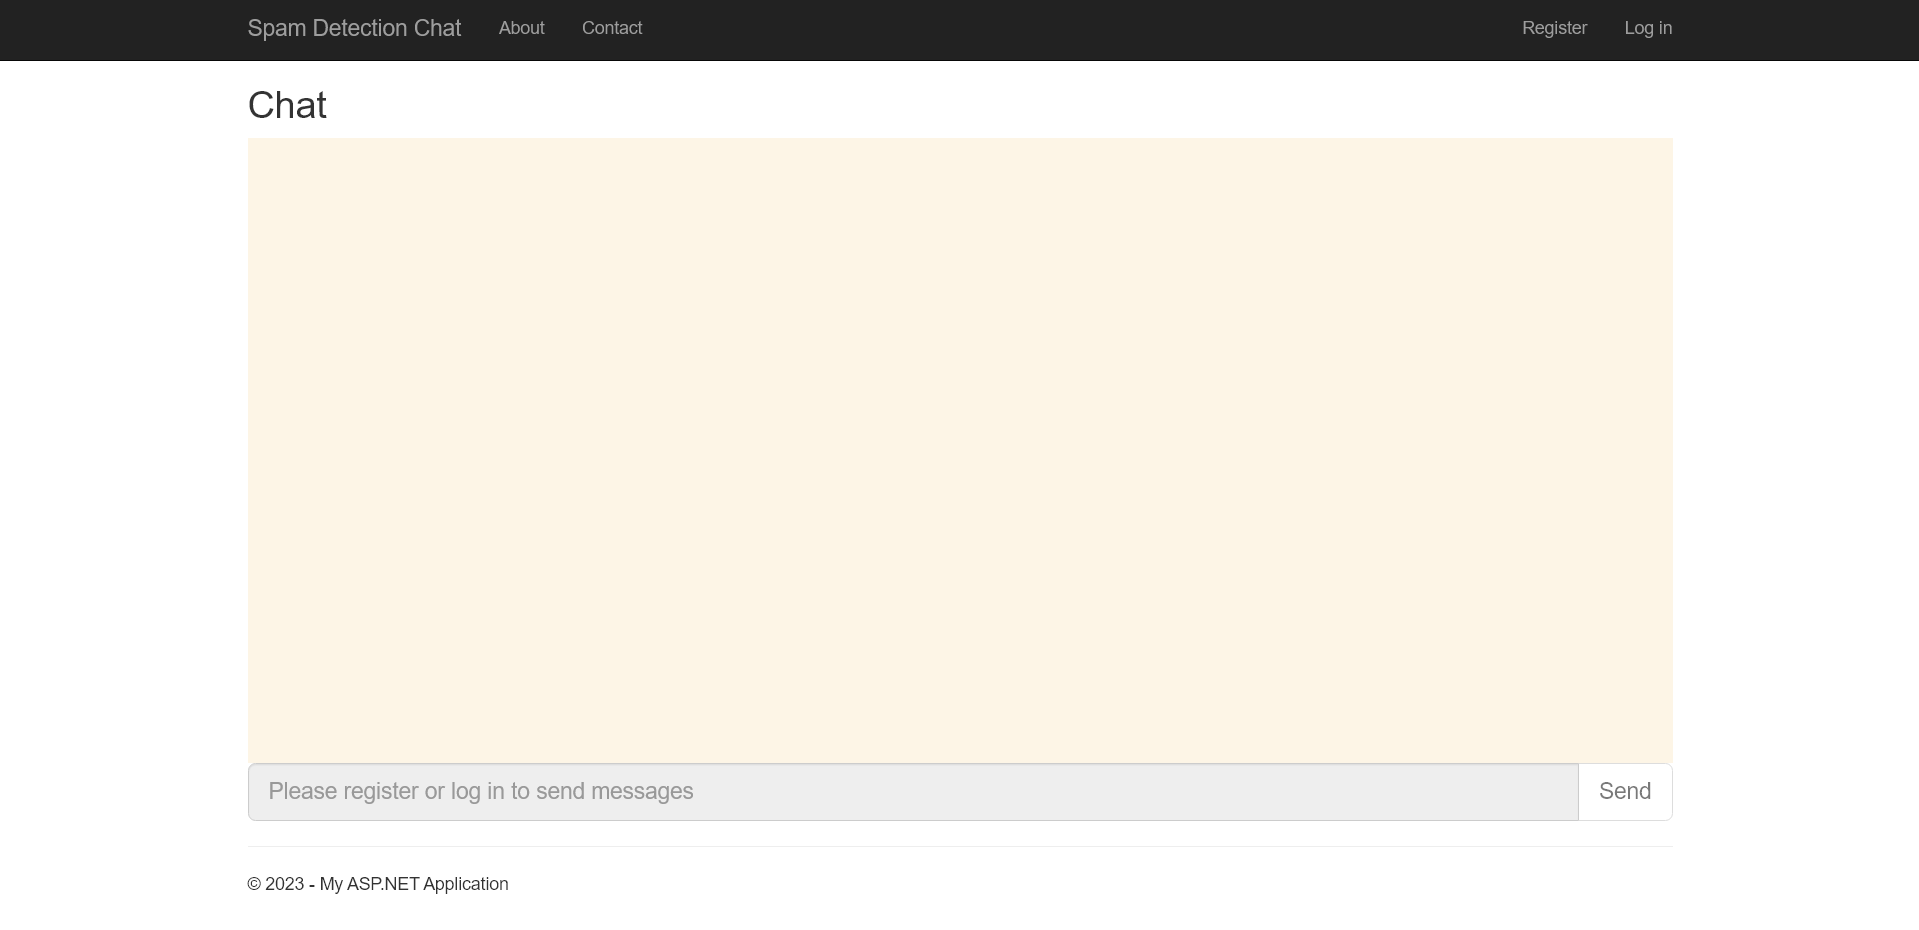 Spam Detection Chat About Contact Register Log in
Chat
Please register or log in to send messages Send
© 2023 - My ASP.NET Application